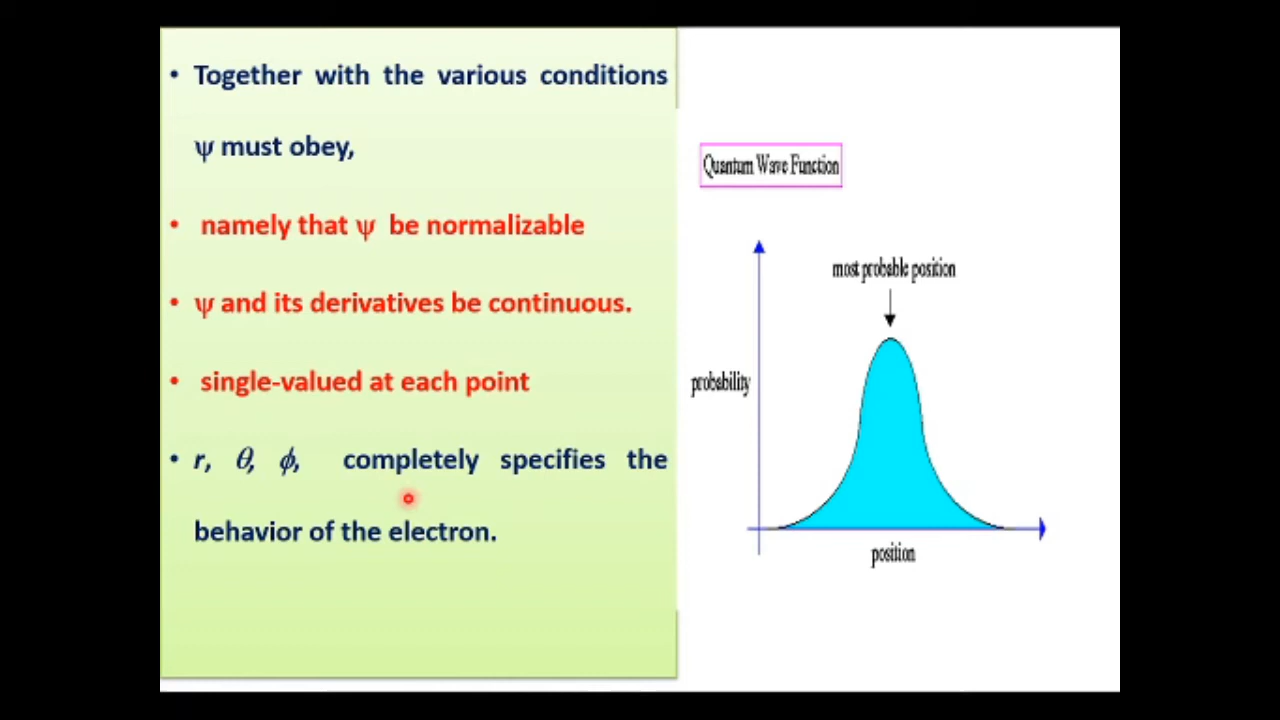 • Together with the various conditions
ψ must obey,
• namely that ψ be normalizable
• ψ and its derivatives be continuous.
• single-valued at each point
• r, θ, ϕ, completely specifies the
behavior of the electron.
Quantum Wave Function
most probable position
probability
position